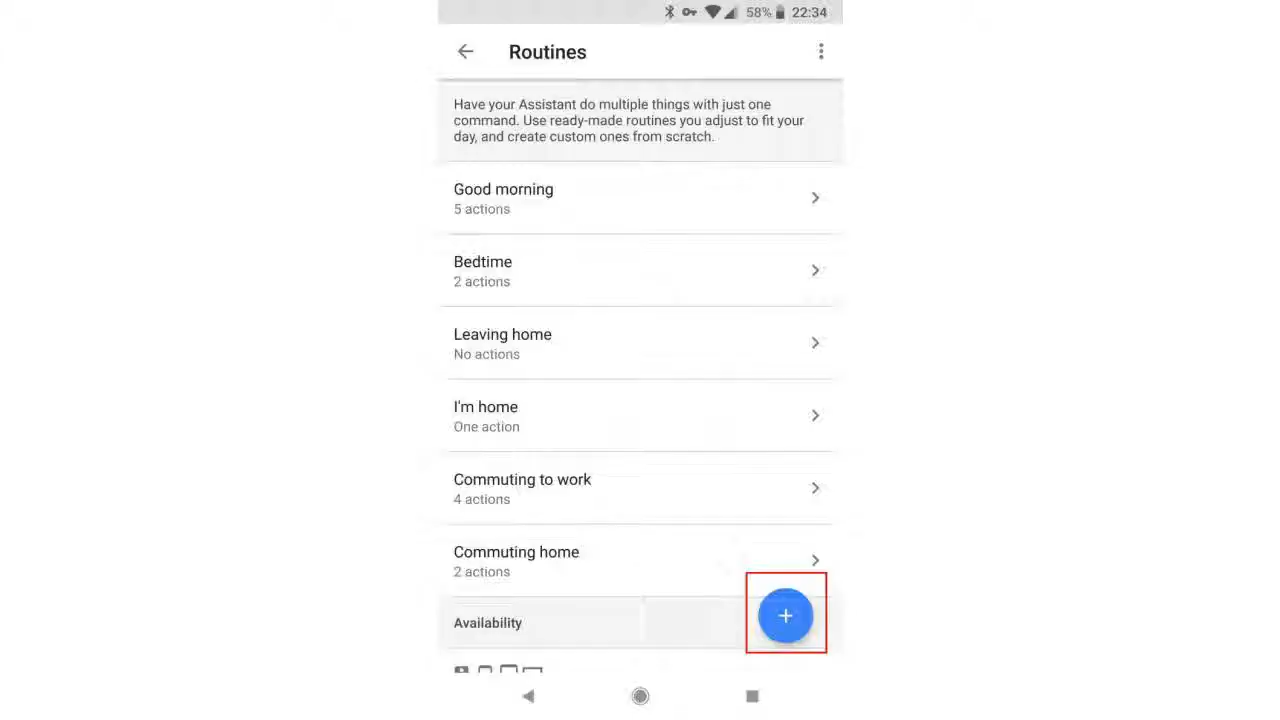 58% 22:34
Routines
Have your Assistant do multiple things with just one
command. Use ready-made routines you adjust to fit your
day, and create custom ones from scratch.
Good morning
5 actions
Bedtime
2 actions
Leaving home
No actions
I'm home
One action
Commuting to work
4 actions
Commuting home
2 actions
Availability